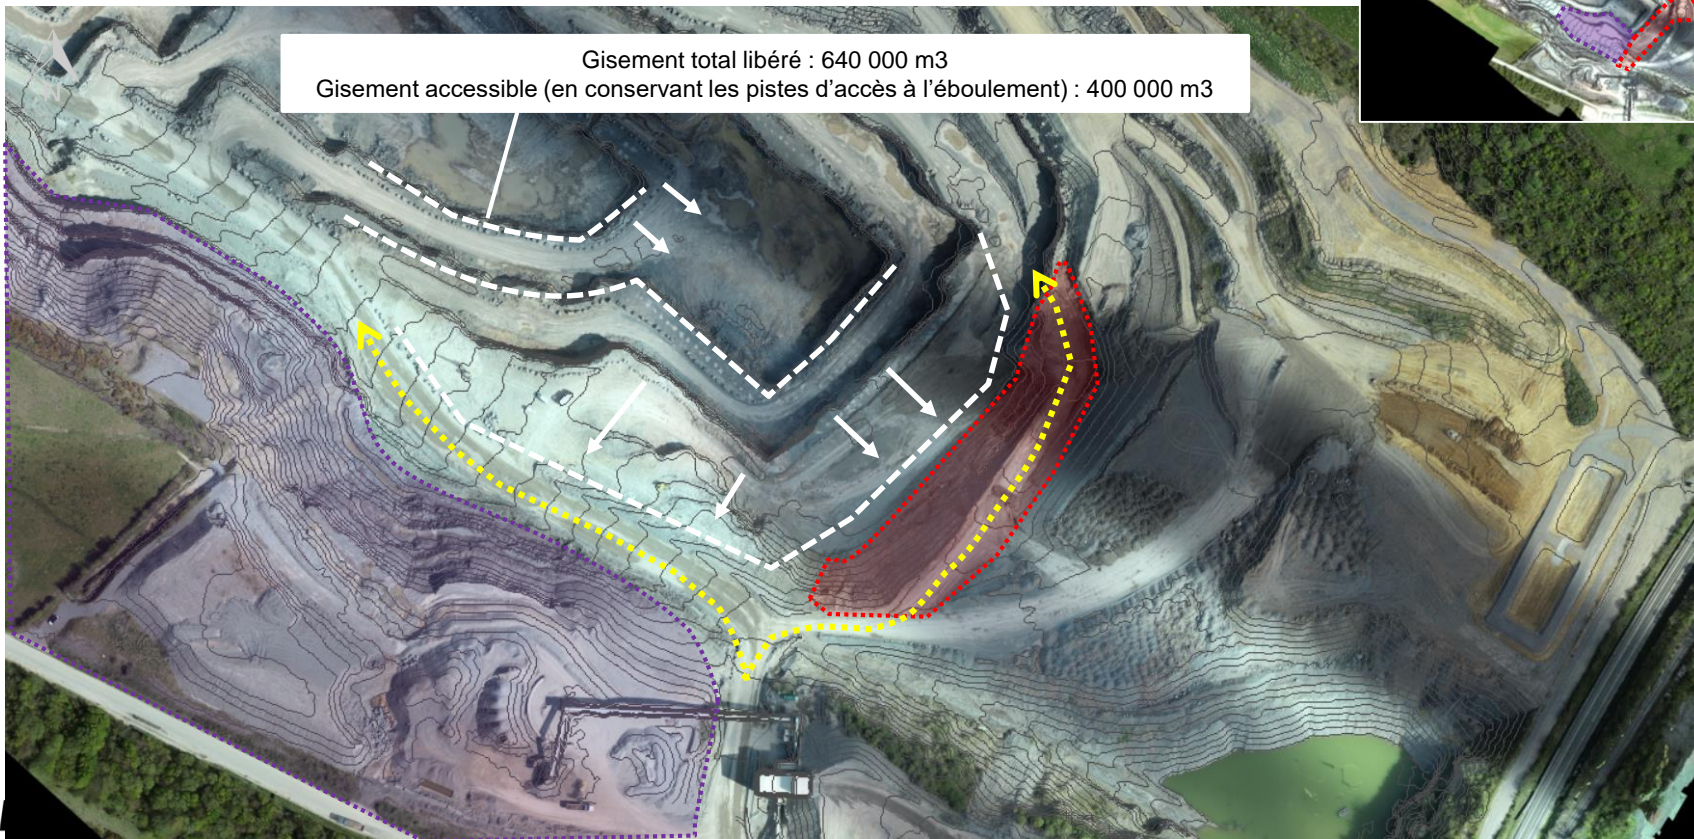 Gisement total libéré : 640 000 m3
Gisement accessible (en conservant les pistes d’accès à l’éboulement) : 400 000 m3